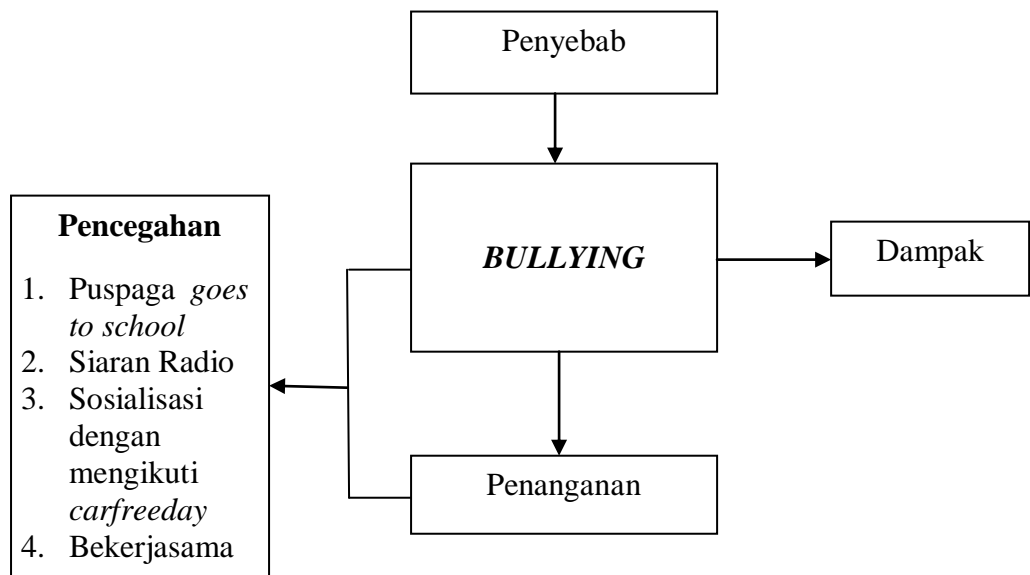 Penyebab
BULLYING
Dampak
Penanganan
Pencegahan
1. Puspaga goes
to school
2. Siaran Radio
3. Sosialisasi
dengan
mengikuti
carfreeday
4. Bekerjasama